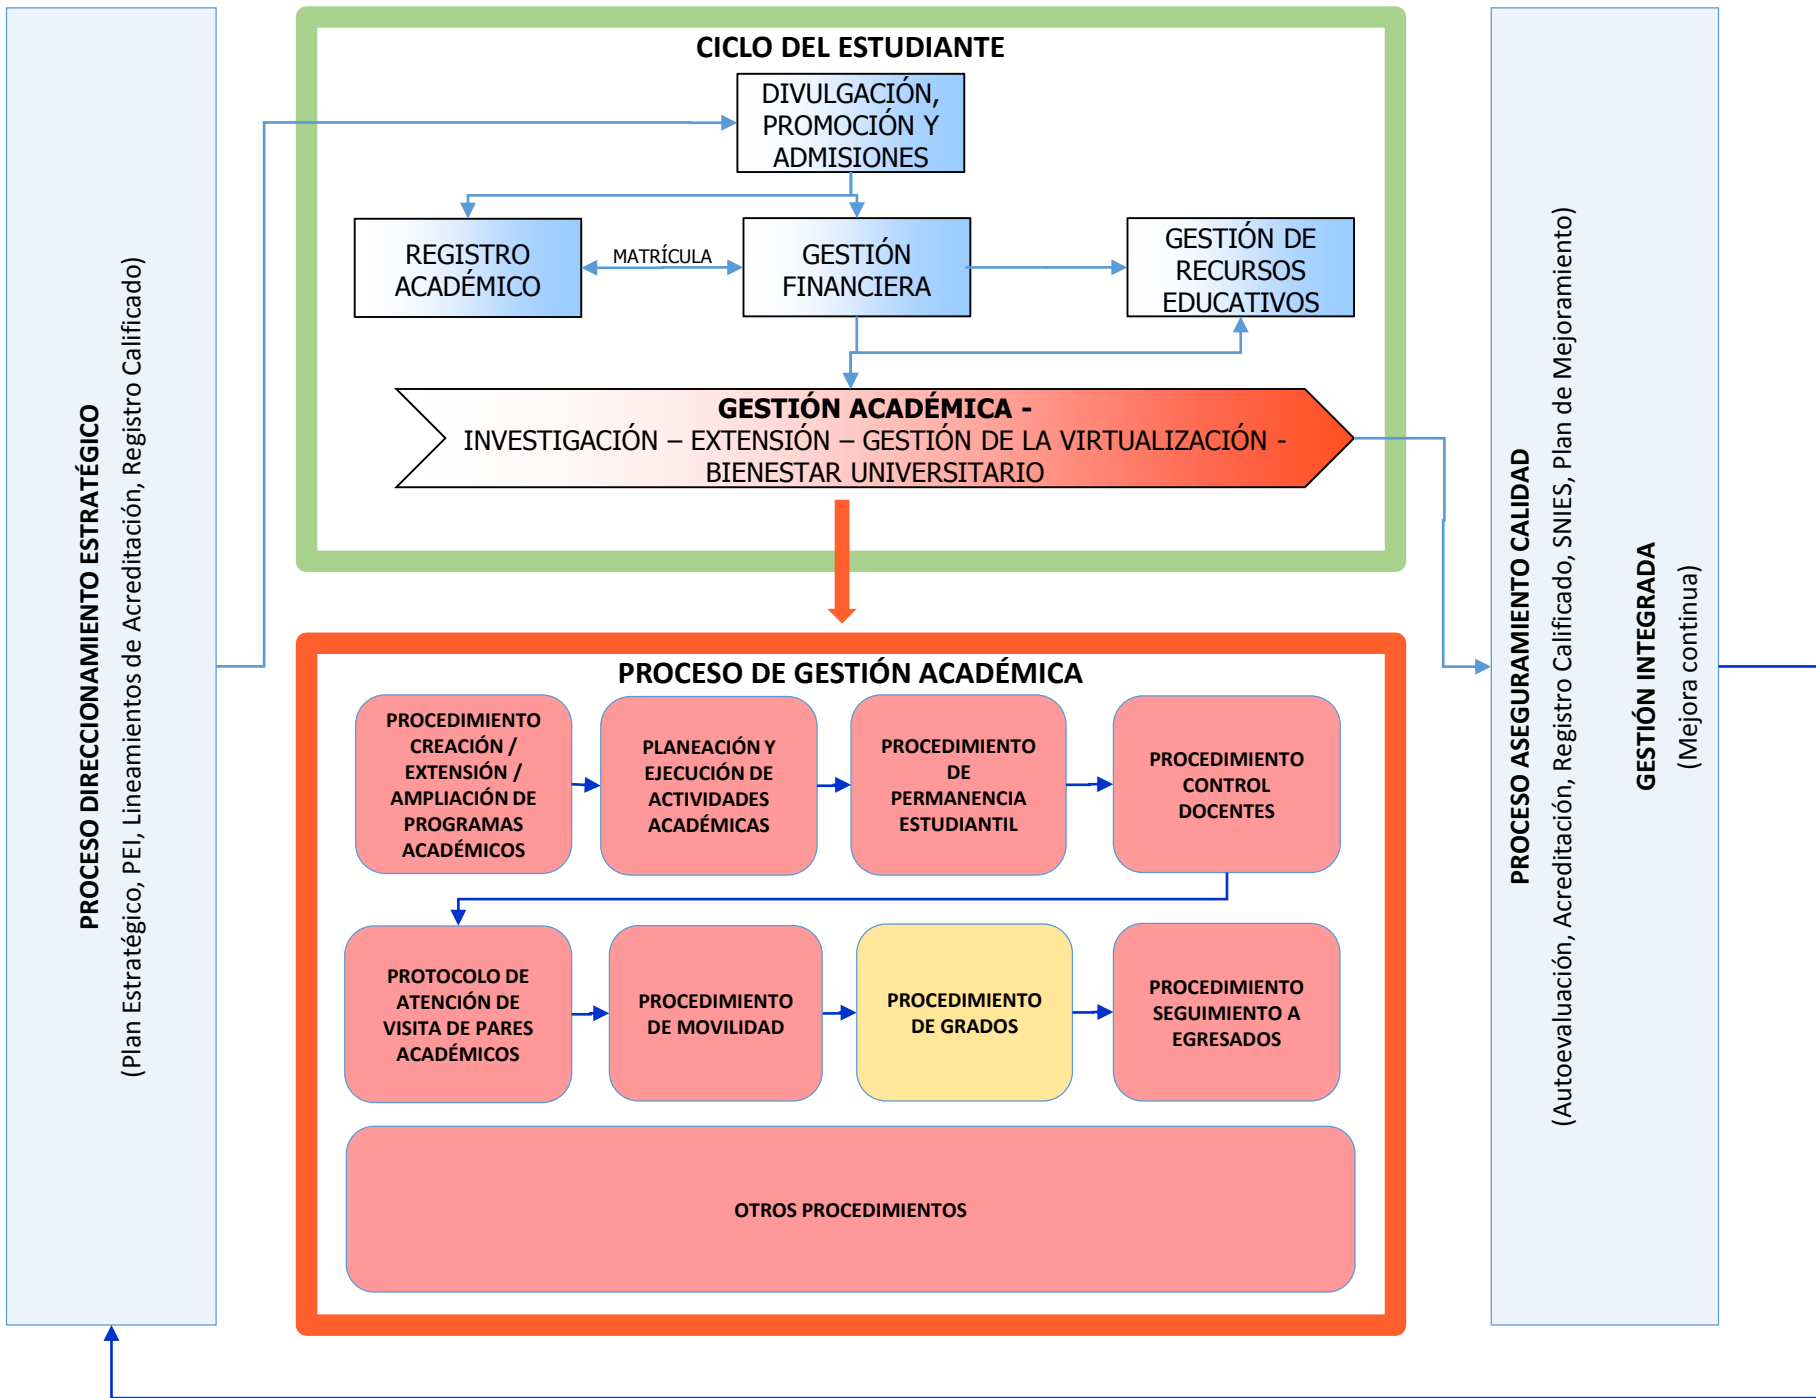 PROCESO DIRECCIONAMIENTO ESTRATÉGICO
(Plan Estratégico, PEI, Lineamientos de Acreditación, Registro Calificado)
CICLO DEL ESTUDIANTE
DIVULGACIÓN,
PROMOCIÓN Y
ADMISIONES
REGISTRO
ACADÉMICO
MATRÍCULA
GESTIÓN
FINANCIERA
GESTIÓN DE
RECURSOS
EDUCATIVOS
GESTIÓN ACADÉMICA -
INVESTIGACIÓN – EXTENSIÓN – GESTIÓN DE LA VIRTUALIZACIÓN -
BIENESTAR UNIVERSITARIO
PROCESO DE GESTIÓN ACADÉMICA
PROCEDIMIENTO
CREACIÓN /
EXTENSIÓN /
AMPLIACIÓN DE
PROGRAMAS
ACADÉMICOS
PLANEACIÓN Y
EJECUCIÓN DE
ACTIVIDADES
ACADÉMICAS
PROCEDIMIENTO
DE
PERMANENCIA
ESTUDIANTIL
PROCEDIMIENTO
CONTROL
DOCENTES
PROTOCOLO DE
ATENCIÓN DE
VISITA DE PARES
ACADÉMICOS
PROCEDIMIENTO
DE MOVILIDAD
PROCEDIMIENTO
DE GRADOS
PROCEDIMIENTO
SEGUIMIENTO A
EGRESADOS
OTROS PROCEDIMIENTOS
PROCESO ASEGURAMIENTO CALIDAD
(Autoevaluación, Acreditación, Registro Calificado, SNIES, Plan de Mejoramiento)
GESTIÓN INTEGRADA
(Mejora continua)